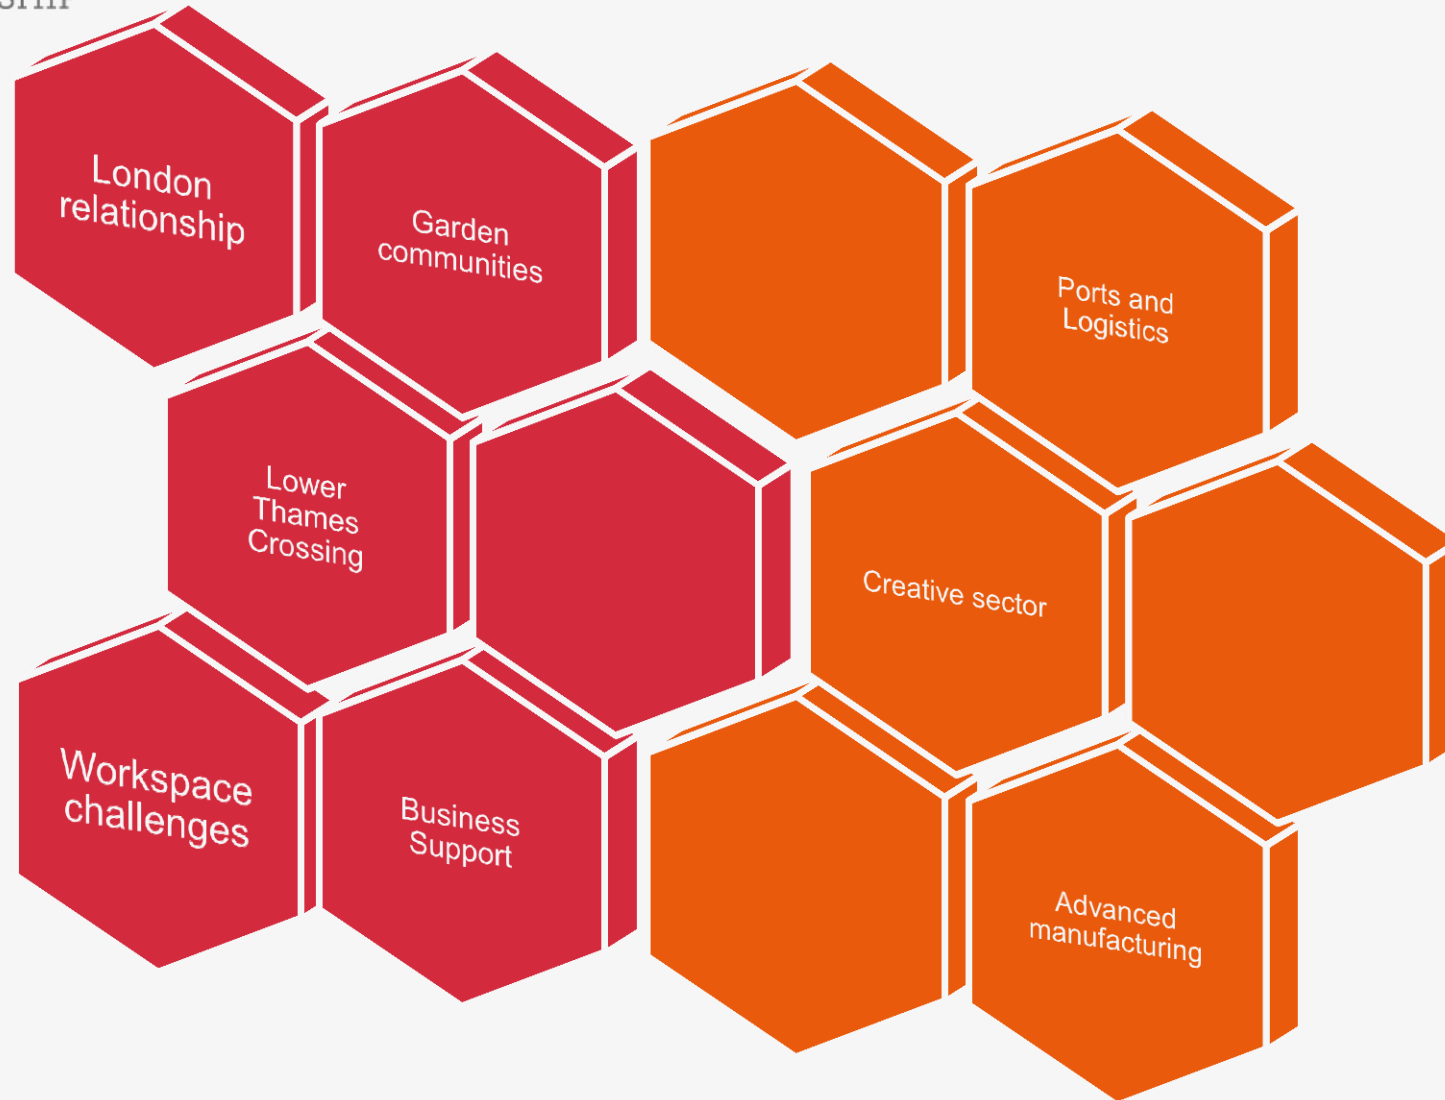 London
relationship
Garden
communities
Ports and
Logistics
Lower
Thames
Crossing
Creative sector
Workspace
challenges
Business
Support
Advanced
manufacturing